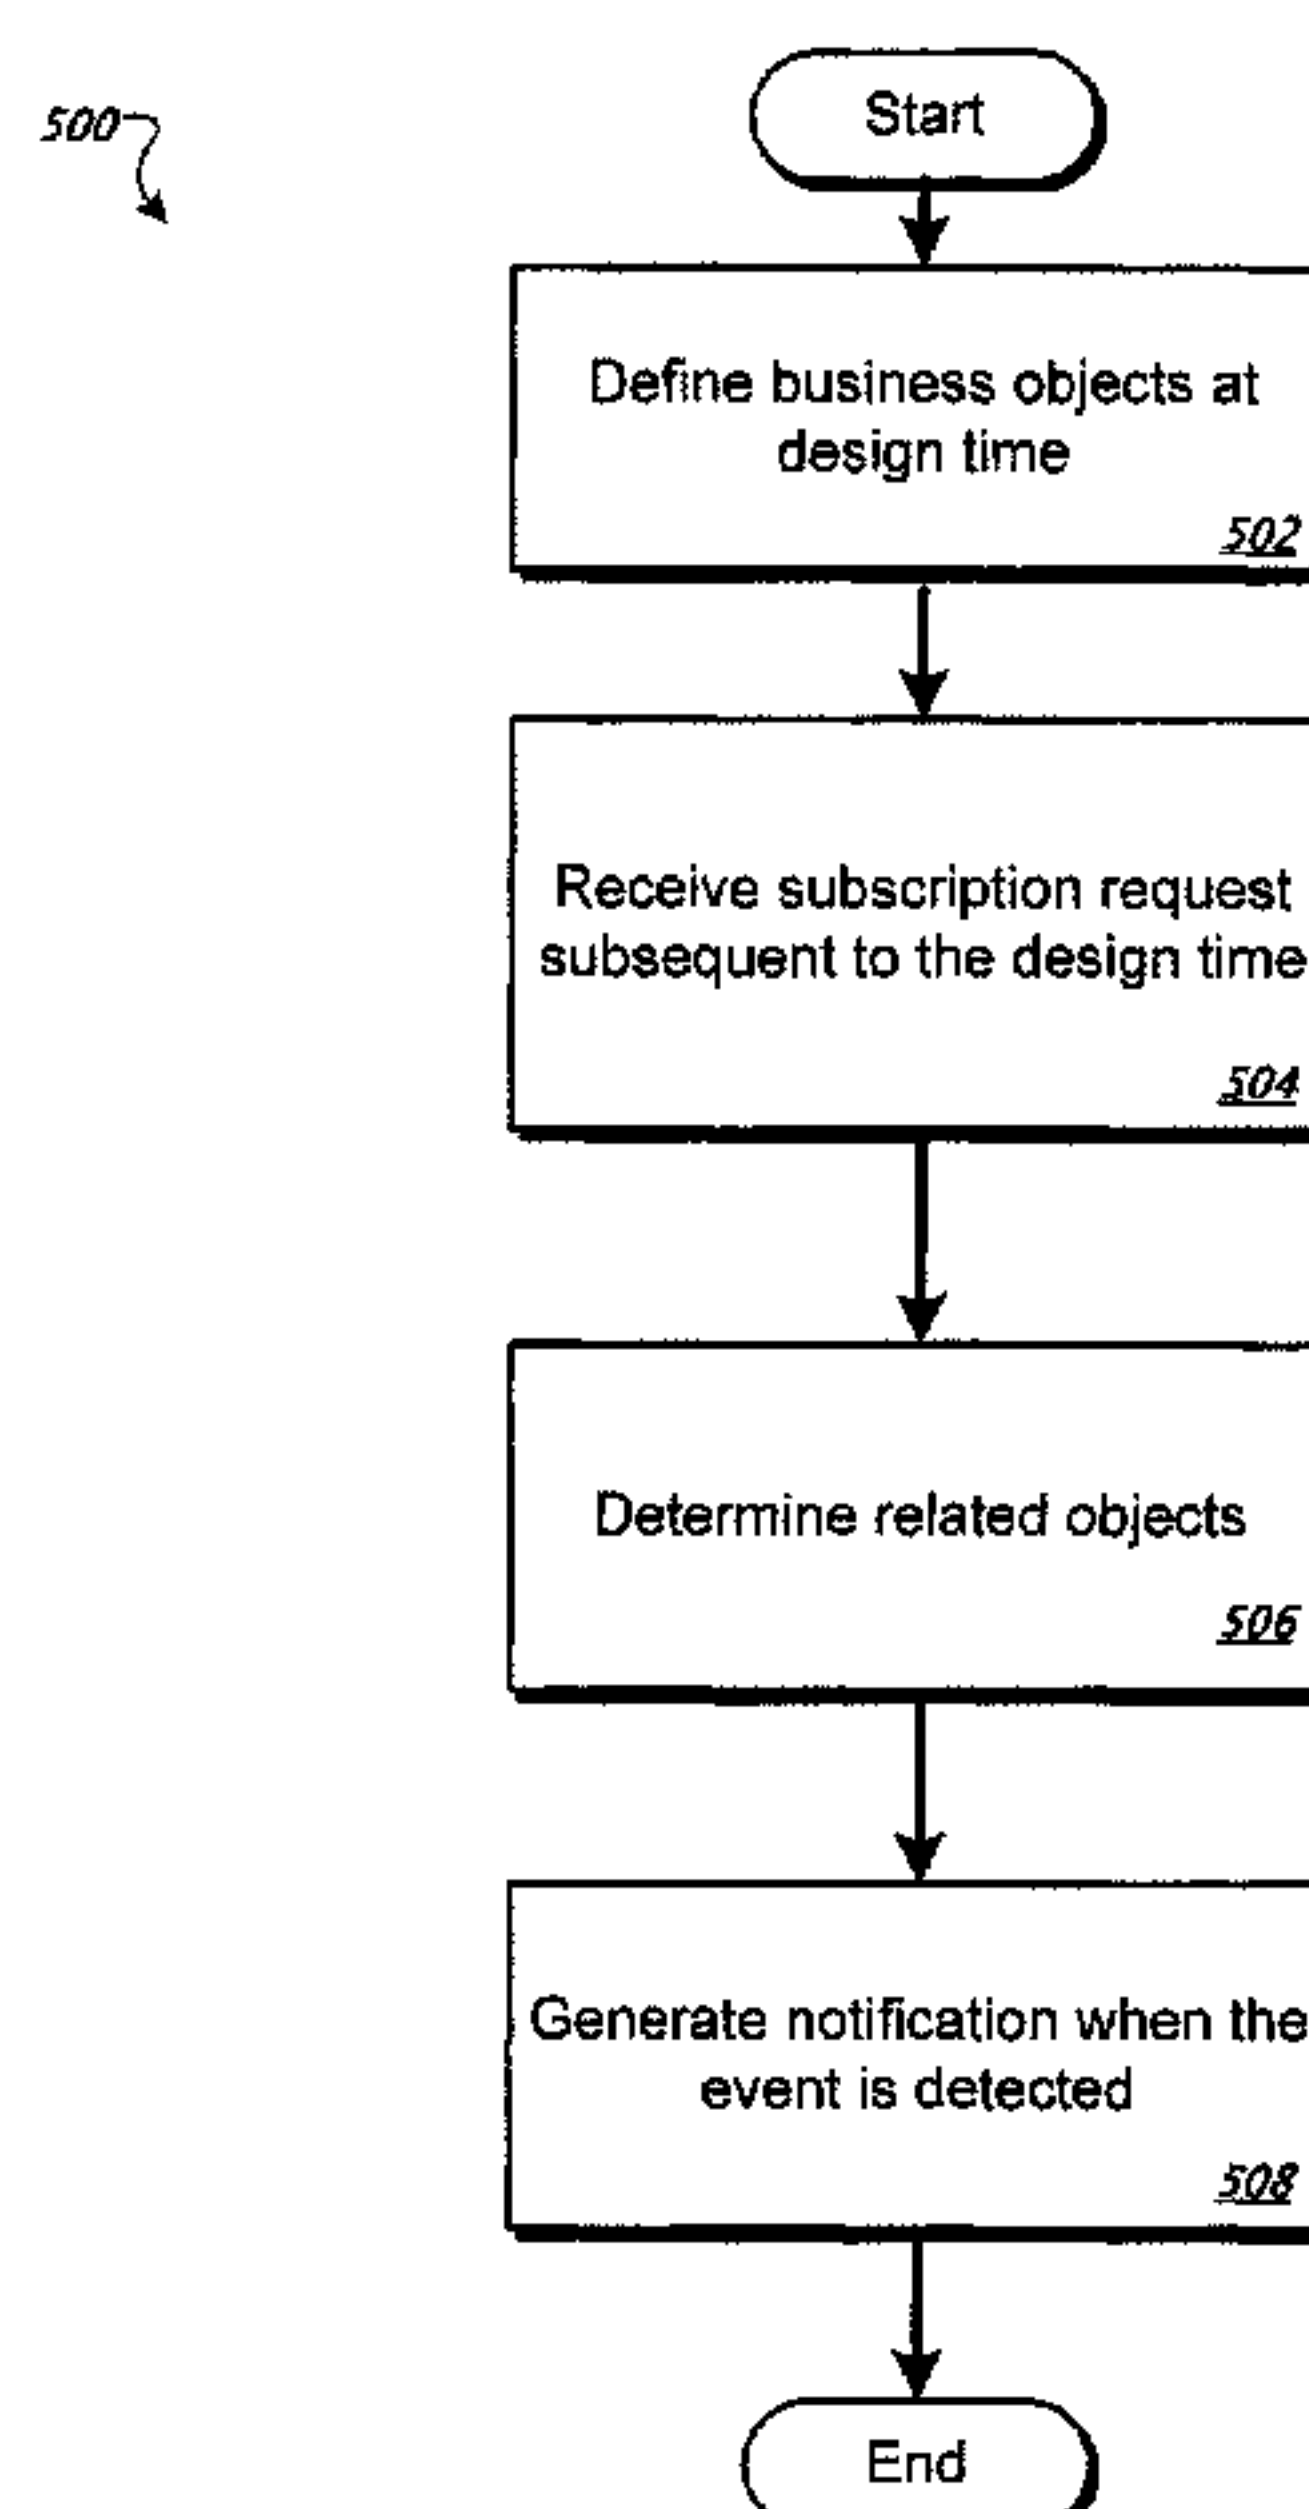 500
Start
Define business objects at
design time
502
Receive subscription request
subsequent to the design time
504
Determine related objects
506
Generate notification when the
event is detected
508
End